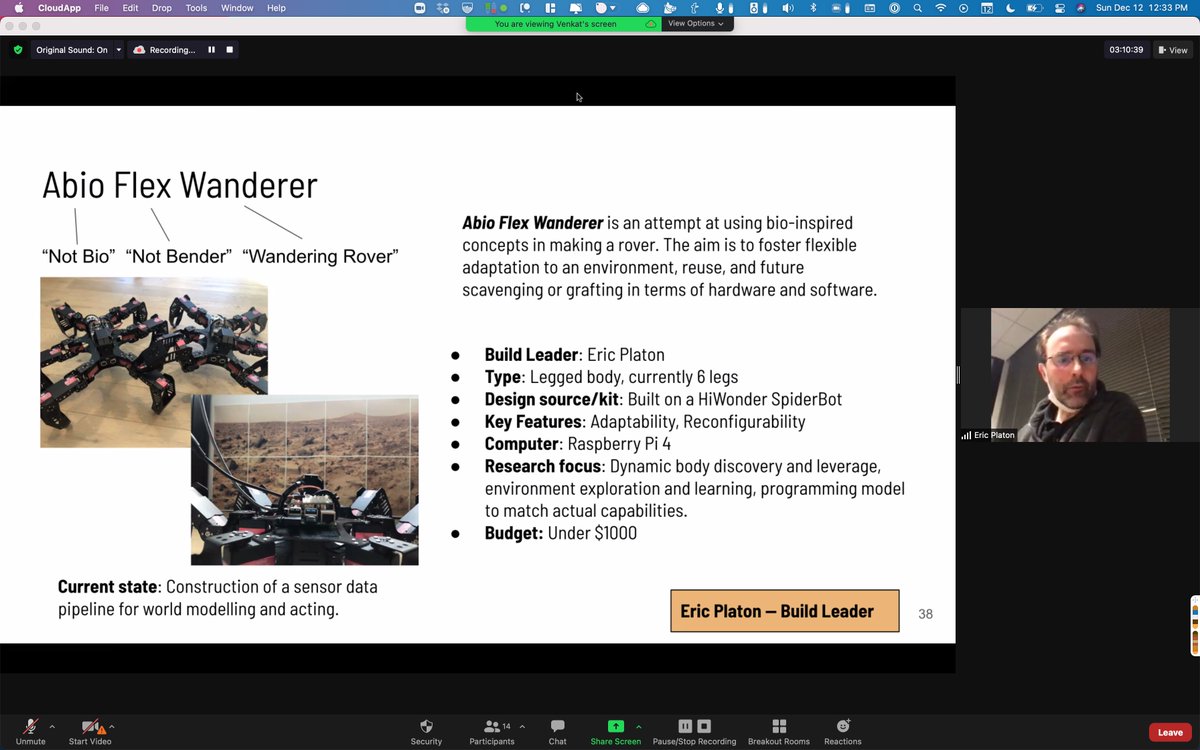 CloudApp File Edit Drop Tools Window Help
Sun Dec 12 12:33 PM
You are viewing Venkat's screen
View Options
Original Sound: On
Recording...
03:10:39
View
Abio Flex Wanderer
“Not Bio” “Not Bender” “Wandering Rover”
Abio Flex Wanderer is an attempt at using bio-inspired
concepts in making a rover. The aim is to foster flexible
adaptation to an environment, reuse, and future
scavenging or grafting in terms of hardware and software.
● Build Leader: Eric Platon
● Type: Legged body, currently 6 legs
● Design source/kit: Built on a HiWonder SpiderBot
● Key Features: Adaptability, Reconfigurability
● Computer: Raspberry Pi 4
● Research focus: Dynamic body discovery and leverage,
environment exploration and learning, programming model
to match actual capabilities.
● Budget: Under $1000
Current state: Construction of a sensor data
pipeline for world modelling and acting.
Eric Platon – Build Leader
38
Eric Platon
Unmute
Start Video
Security
14
Participants
Chat
Share Screen
Pause/Stop Recording
Breakout Rooms
Reactions
Leave